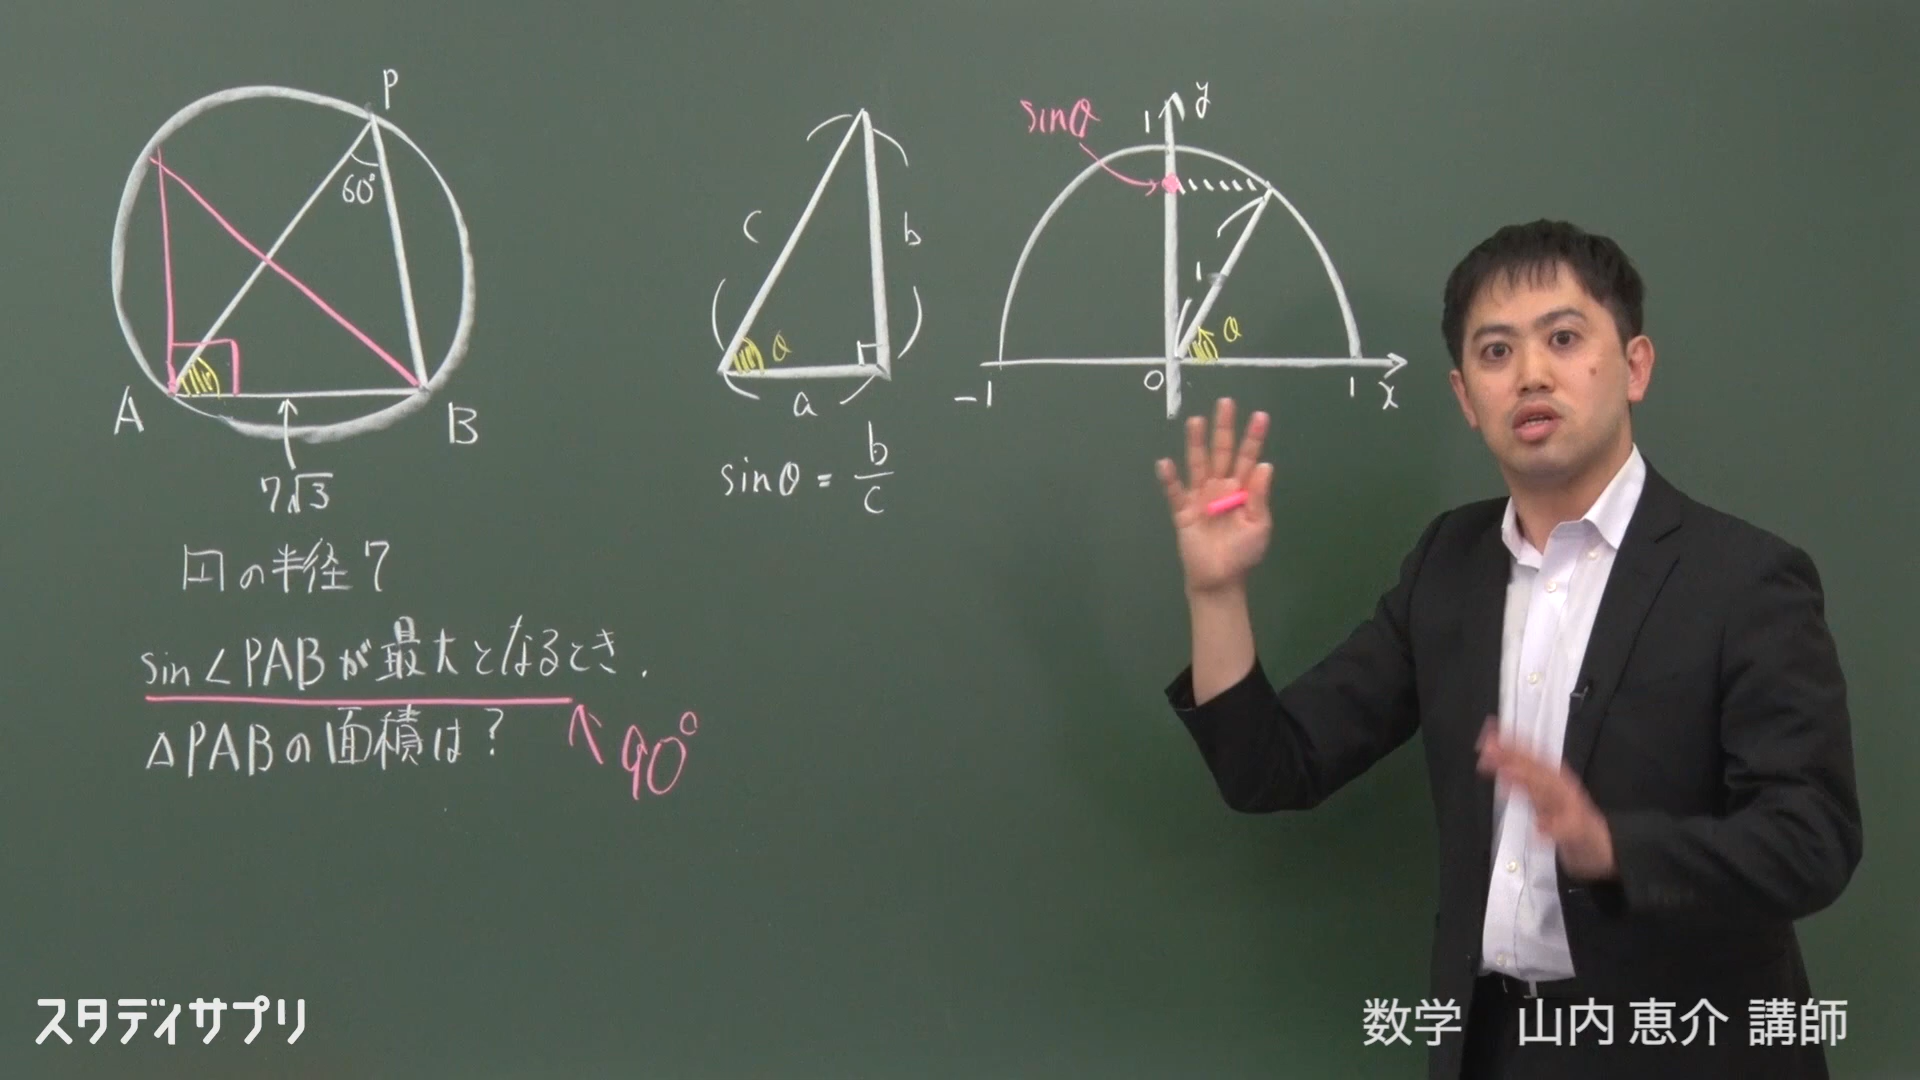 P
60°
A
B
7√3
円の半径7
sin∠PABが最大となるとき.
△PABの面積は?
90°
c
b
θ
a
sinθ = b/c
sinθ
1
y
1
θ
-1
0
1
x
スタディサプリ
数学 山内 恵介 講師